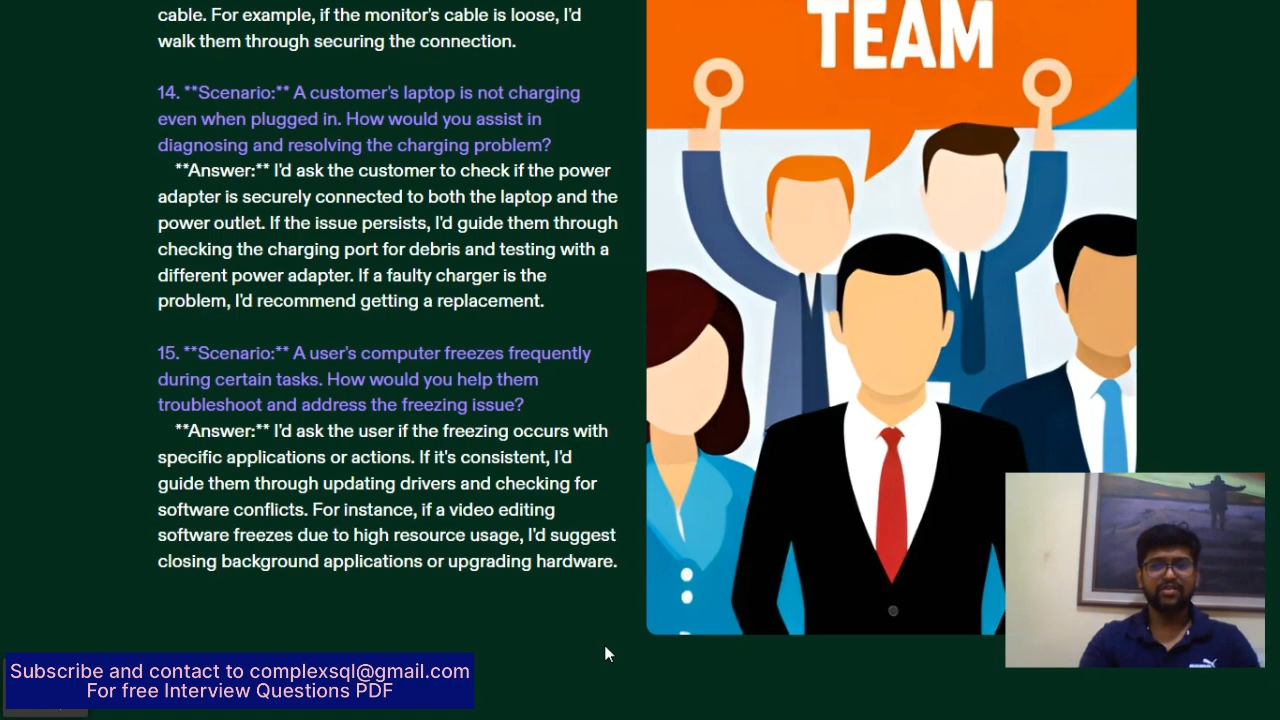 cable. For example, if the monitor's cable is loose, I'd
walk them through securing the connection.
14. **Scenario:** A customer's laptop is not charging
even when plugged in. How would you assist in
diagnosing and resolving the charging problem?
**Answer:** I'd ask the customer to check if the power
adapter is securely connected to both the laptop and the
power outlet. If the issue persists, I'd guide them through
checking the charging port for debris and testing with a
different power adapter. If a faulty charger is the
problem, I'd recommend getting a replacement.
15. **Scenario:** A user's computer freezes frequently
during certain tasks. How would you help them
troubleshoot and address the freezing issue?
**Answer:** I'd ask the user if the freezing occurs with
specific applications or actions. If it's consistent, I'd
guide them through updating drivers and checking for
software conflicts. For instance, if a video editing
software freezes due to high resource usage, I'd suggest
closing background applications or upgrading hardware.
TEAM
Subscribe and contact to complexsql@gmail.com
For free Interview Questions PDF